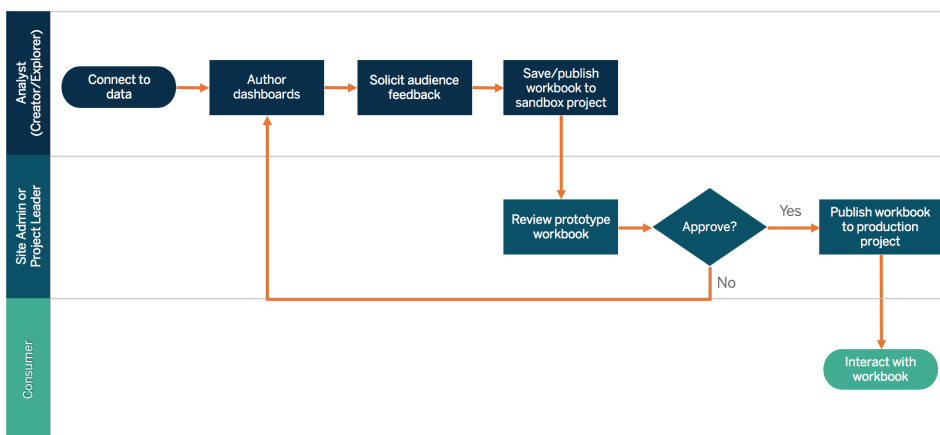 Analyst
(Creator/Explorer)
Connect to
data
Author
dashboards
Solicit audience
feedback
Save/publish
workbook to
sandbox project
Site Admin or
Project Leader
Review prototype
workbook
Approve?
Yes
No
Publish workbook
to production
project
Consumer
Interact with
workbook